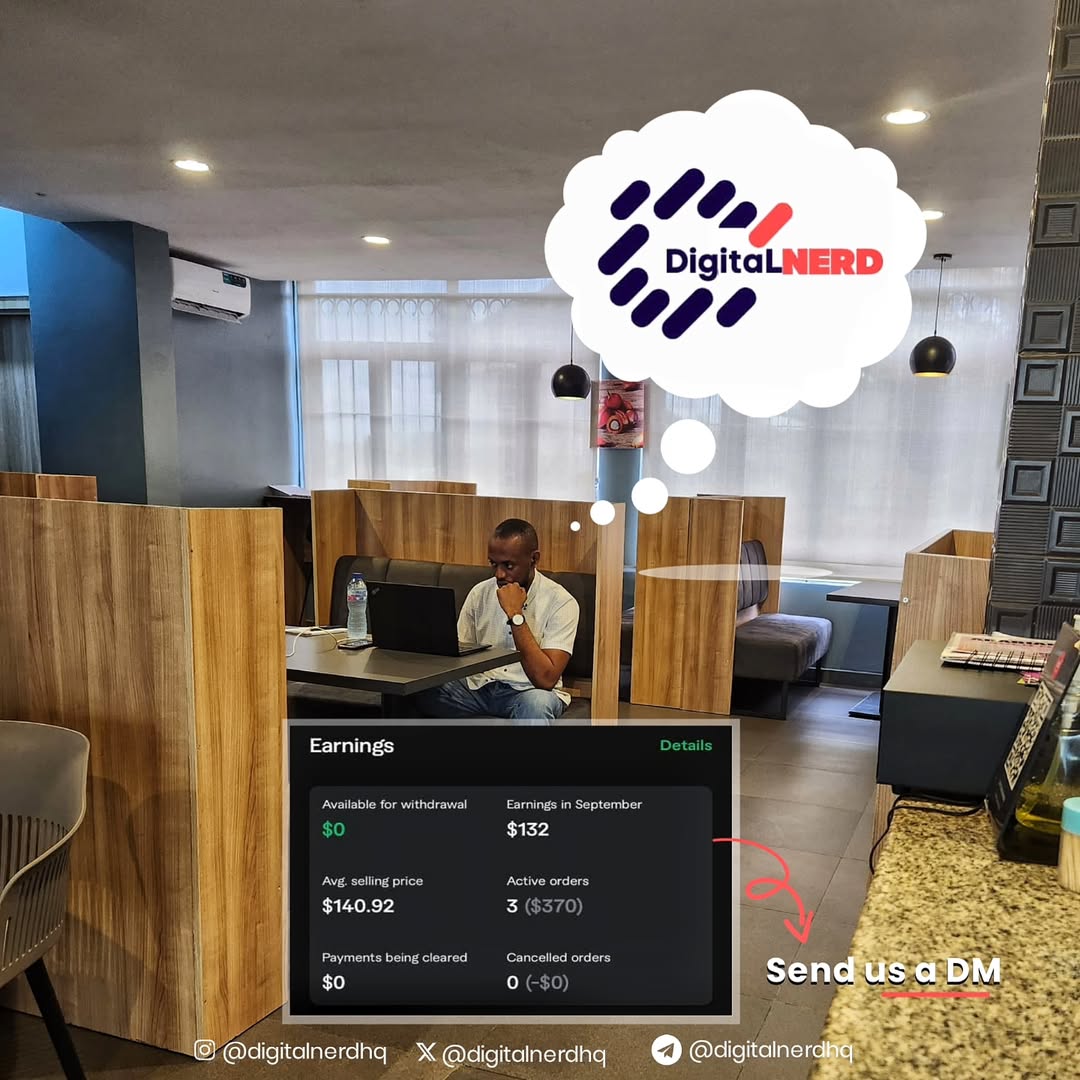 DigitaLNERD
Earnings
Details
Available for withdrawal
$0
Earnings in September
$132
Avg. selling price
$140.92
Active orders
3 ($370)
Payments being cleared
$0
Cancelled orders
0 (-$0)
Send us a DM
@digitalnerdhq
@digitalnerdhq
@digitalnerdhq